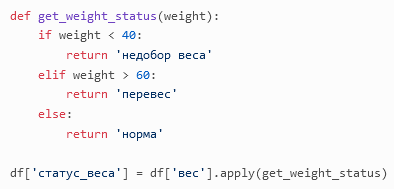 def get_weight_status(weight):
    if weight < 40:
        return 'недобор веса'
    elif weight > 60:
        return 'перевес'
    else:
        return 'норма'

df['статус_веса'] = df['вес'].apply(get_weight_status)